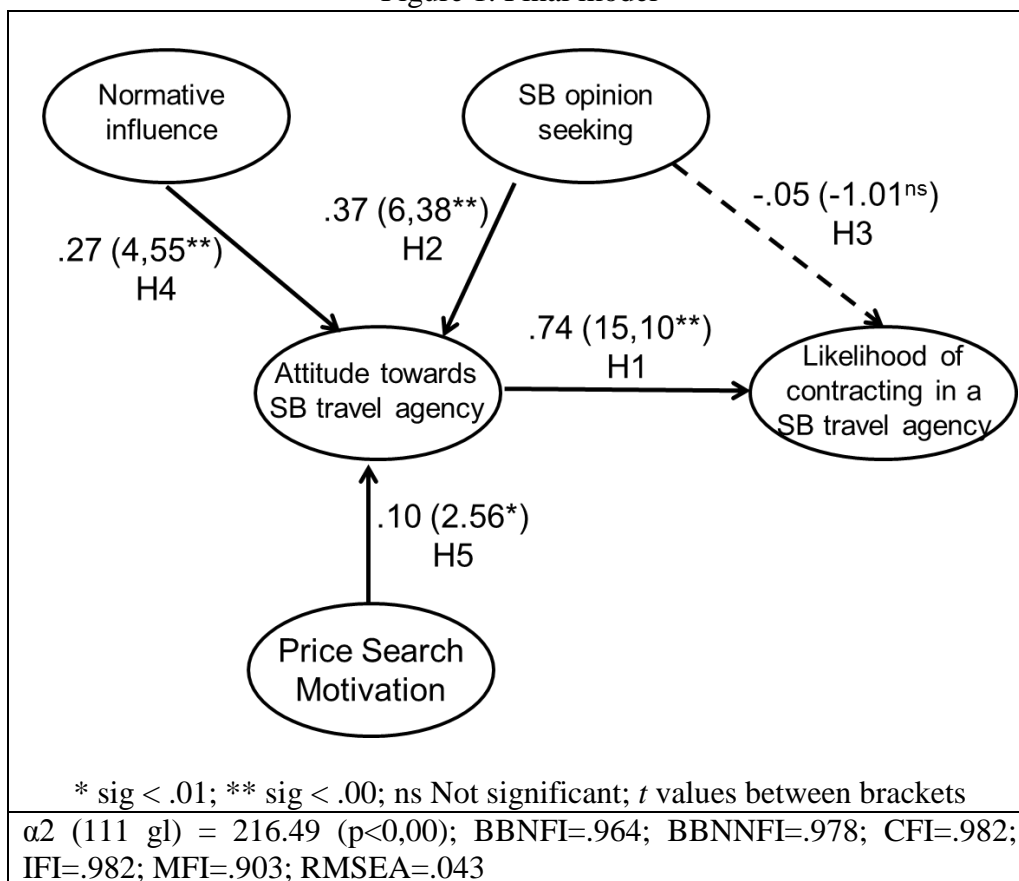 Figure 1. Final model
Normative
influence
SB opinion
seeking
.27 (4,55**)
H4
.37 (6,38**)
H2
-.05 (-1.01ns)
H3
Attitude towards
SB travel agency
.74 (15,10**)
H1
Likelihood of
contracting in a
SB travel agency
.10 (2.56*)
H5
Price Search
Motivation
* sig < .01; ** sig < .00; ns Not significant; t values between brackets
α2 (111 gl) = 216.49 (p<0,00); BBNFI=.964; BBNNFI=.978; CFI=.982;
IFI=.982; MFI=.903; RMSEA=.043